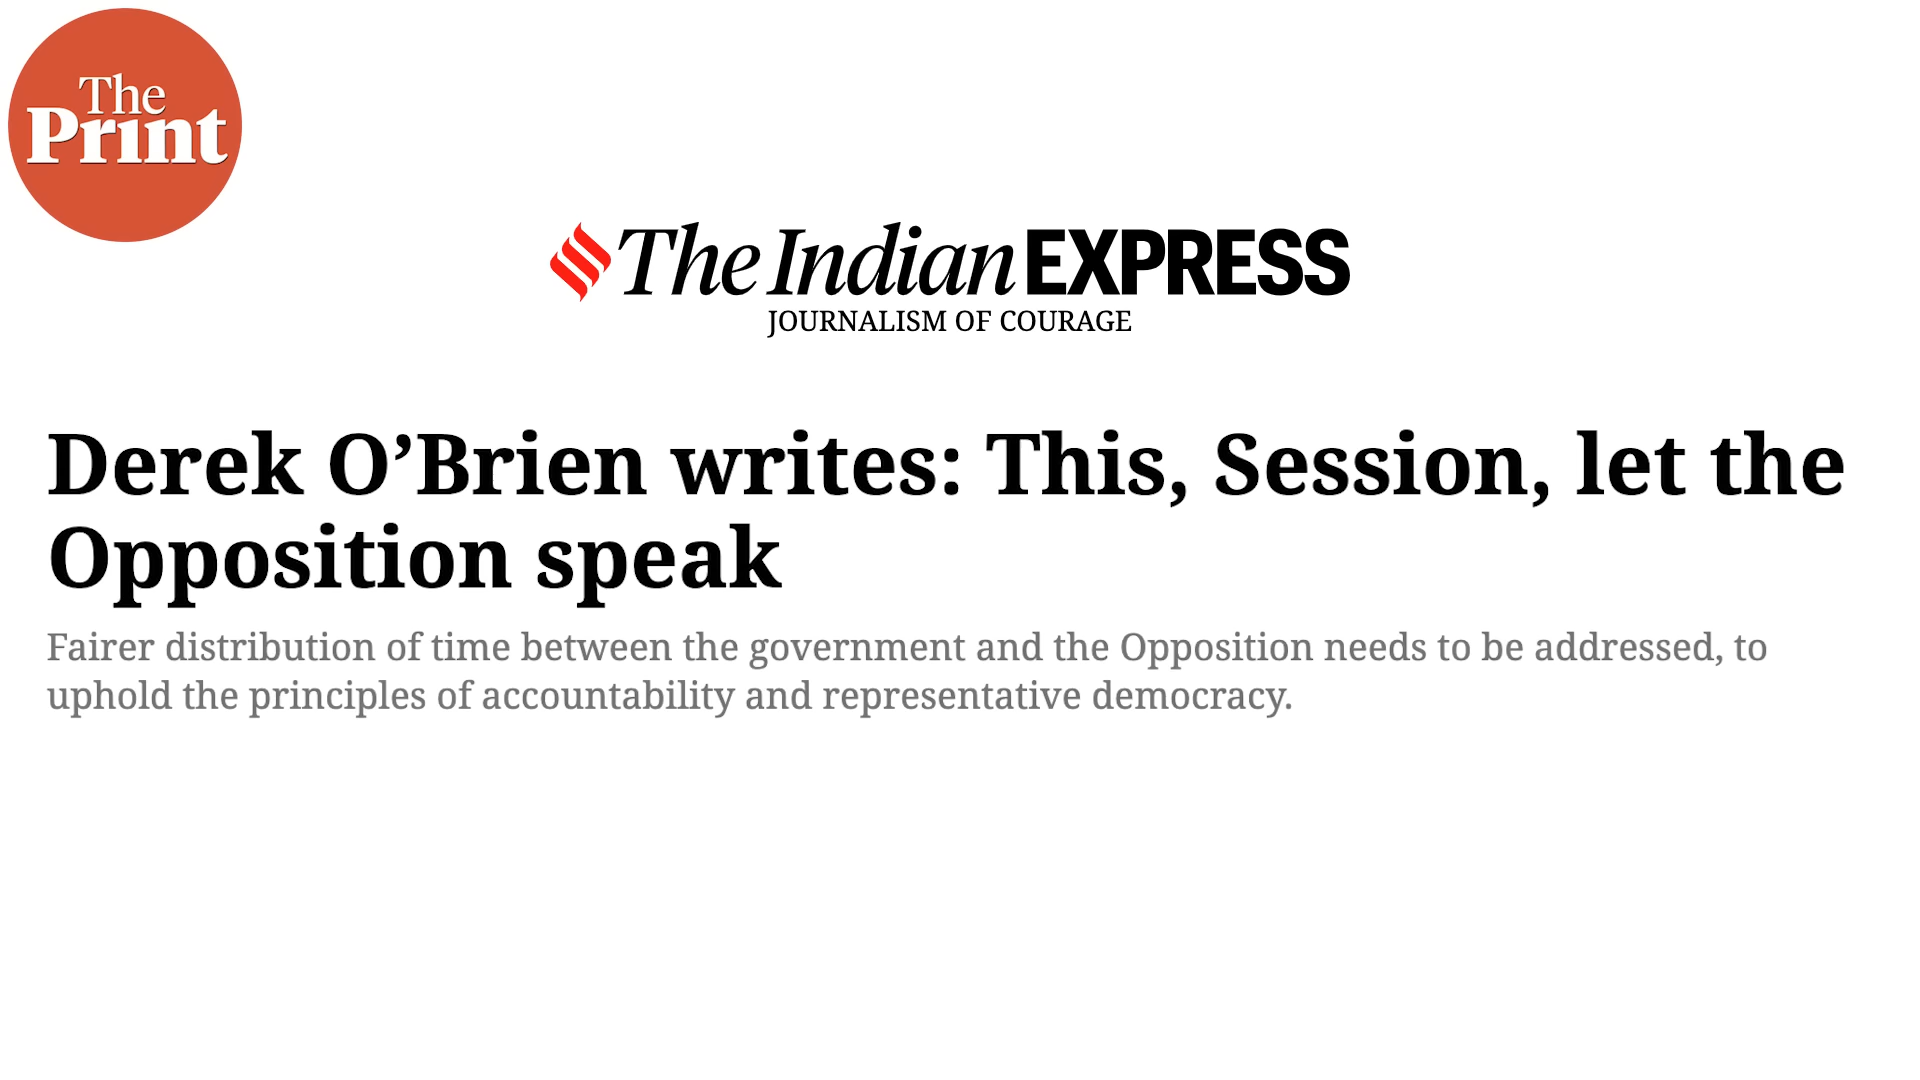 The
Print
The Indian EXPRESS
JOURNALISM OF COURAGE
Derek O’Brien writes: This, Session, let the
Opposition speak
Fairer distribution of time between the government and the Opposition needs to be addressed, to
uphold the principles of accountability and representative democracy.